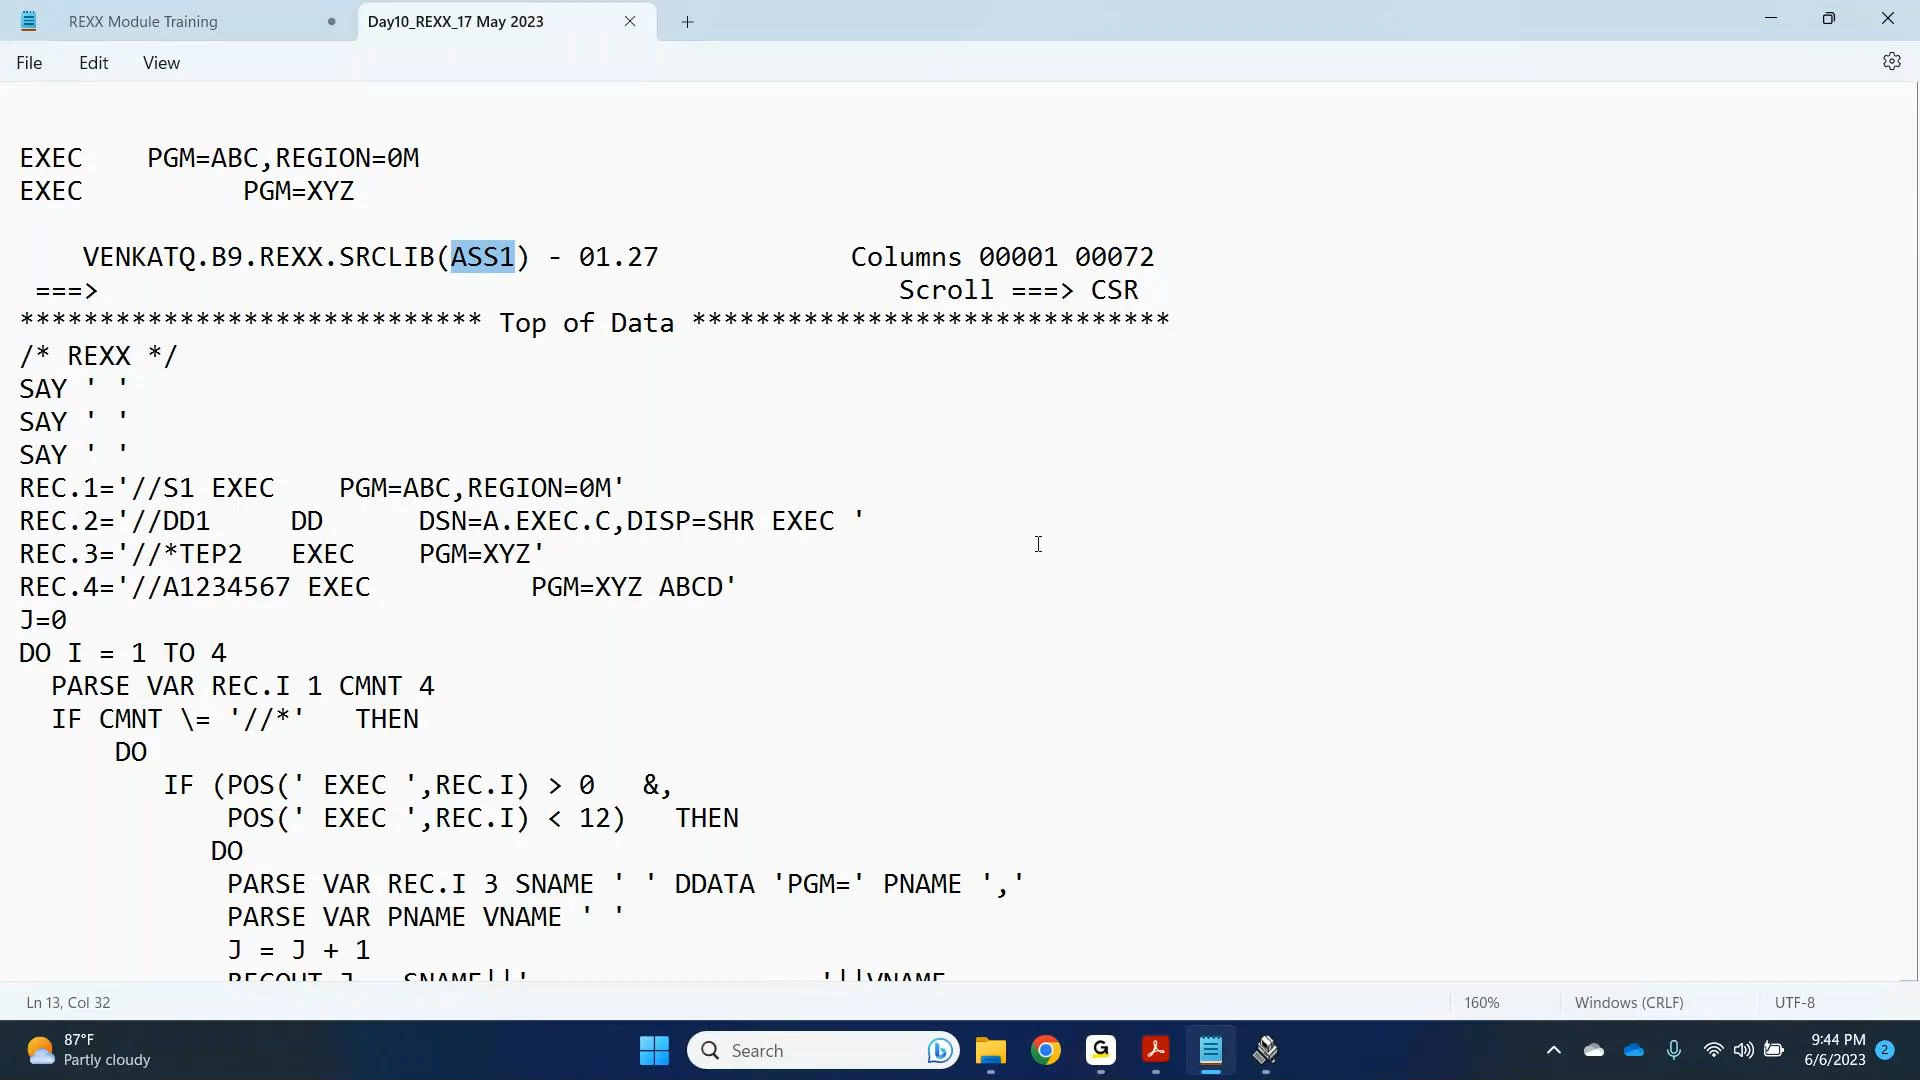 REXX Module Training
Day10_REXX_17 May 2023
File Edit View
EXEC    PGM=ABC,REGION=0M
EXEC          PGM=XYZ
    VENKATQ.B9.REXX.SRCLIB(ASS1) - 01.27            Columns 00001 00072
 ===>                                                  Scroll ===> CSR
***************************** Top of Data ******************************
/* REXX */
SAY ' '
SAY ' '
SAY ' '
REC.1='//S1 EXEC    PGM=ABC,REGION=0M'
REC.2='//DD1     DD      DSN=A.EXEC.C,DISP=SHR EXEC '
REC.3='//*TEP2   EXEC    PGM=XYZ'
REC.4='//A1234567 EXEC          PGM=XYZ ABCD'
J=0
DO I = 1 TO 4
  PARSE VAR REC.I 1 CMNT 4
  IF CMNT \= '//*'   THEN
      DO
         IF (POS(' EXEC ',REC.I) > 0   &,
             POS(' EXEC ',REC.I) < 12)   THEN
            DO
             PARSE VAR REC.I 3 SNAME ' ' DDATA 'PGM=' PNAME ','
             PARSE VAR PNAME VNAME ' '
             J = J + 1
             RECOUT.J = SNAME||'                  '||VNAME
Ln 13, Col 32
160%
Windows (CRLF)
UTF-8
87°F
Partly cloudy
Search
9:44 PM
6/6/2023
2